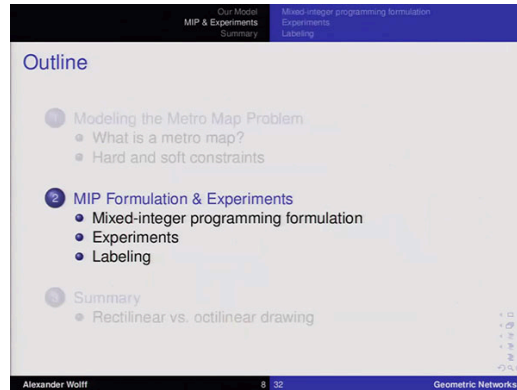 Our Model
MIP & Experiments
Summary
Mixed-integer programming formulation
Experiments
Labeling
Outline
1 Modeling the Metro Map Problem
What is a metro map?
Hard and soft constraints
2 MIP Formulation & Experiments
Mixed-integer programming formulation
Experiments
Labeling
3 Summary
Rectilinear vs. octilinear drawing
Alexander Wolff 8 32 Geometric Networks